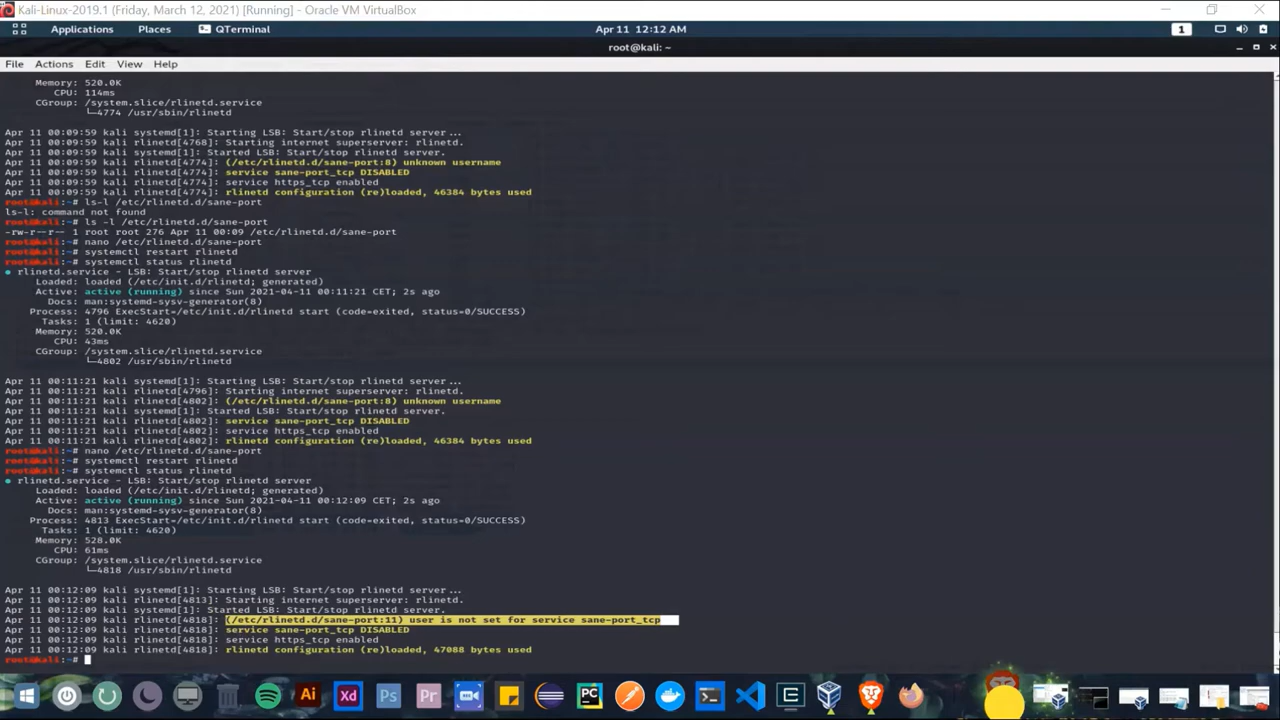 Kali-Linux-2019.1 (Friday, March 12, 2021) [Running] - Oracle VM VirtualBox
Applications Places QTerminal Apr 11 12:12 AM 1
root@kali: ~
File Actions Edit View Help
Memory: 520.0K
CPU: 114ms
CGroup: /system.slice/rlinetd.service
└─4774 /usr/sbin/rlinetd
Apr 11 00:09:59 kali systemd[1]: Starting LSB: Start/stop rlinetd server...
Apr 11 00:09:59 kali rlinetd[4768]: Starting internet superserver: rlinetd.
Apr 11 00:09:59 kali systemd[1]: Started LSB: Start/stop rlinetd server.
Apr 11 00:09:59 kali rlinetd[4774]: (/etc/rlinetd.d/sane-port:8) unknown username
Apr 11 00:09:59 kali rlinetd[4774]: service sane-port_tcp DISABLED
Apr 11 00:09:59 kali rlinetd[4774]: service https_tcp enabled
Apr 11 00:09:59 kali rlinetd[4774]: rlinetd configuration (re)loaded, 46384 bytes used
root@kali:~# ls-l /etc/rlinetd.d/sane-port
ls-l: command not found
root@kali:~# ls -l /etc/rlinetd.d/sane-port
-rw-r--r-- 1 root root 276 Apr 11 00:09 /etc/rlinetd.d/sane-port
root@kali:~# nano /etc/rlinetd.d/sane-port
root@kali:~# systemctl restart rlinetd
root@kali:~# systemctl status rlinetd
● rlinetd.service - LSB: Start/stop rlinetd server
Loaded: loaded (/etc/init.d/rlinetd; generated)
Active: active (running) since Sun 2021-04-11 00:11:21 CET; 2s ago
Docs: man:systemd-sysv-generator(8)
Process: 4796 ExecStart=/etc/init.d/rlinetd start (code=exited, status=0/SUCCESS)
Tasks: 1 (limit: 4620)
Memory: 520.0K
CPU: 43ms
CGroup: /system.slice/rlinetd.service
└─4802 /usr/sbin/rlinetd
Apr 11 00:11:21 kali systemd[1]: Starting LSB: Start/stop rlinetd server...
Apr 11 00:11:21 kali rlinetd[4796]: Starting internet superserver: rlinetd.
Apr 11 00:11:21 kali rlinetd[4802]: (/etc/rlinetd.d/sane-port:8) unknown username
Apr 11 00:11:21 kali systemd[1]: Started LSB: Start/stop rlinetd server.
Apr 11 00:11:21 kali rlinetd[4802]: service sane-port_tcp DISABLED
Apr 11 00:11:21 kali rlinetd[4802]: service https_tcp enabled
Apr 11 00:11:21 kali rlinetd[4802]: rlinetd configuration (re)loaded, 46384 bytes used
root@kali:~# nano /etc/rlinetd.d/sane-port
root@kali:~# systemctl restart rlinetd
root@kali:~# systemctl status rlinetd
● rlinetd.service - LSB: Start/stop rlinetd server
Loaded: loaded (/etc/init.d/rlinetd; generated)
Active: active (running) since Sun 2021-04-11 00:12:09 CET; 2s ago
Docs: man:systemd-sysv-generator(8)
Process: 4813 ExecStart=/etc/init.d/rlinetd start (code=exited, status=0/SUCCESS)
Tasks: 1 (limit: 4620)
Memory: 528.0K
CPU: 61ms
CGroup: /system.slice/rlinetd.service
└─4818 /usr/sbin/rlinetd
Apr 11 00:12:09 kali systemd[1]: Starting LSB: Start/stop rlinetd server...
Apr 11 00:12:09 kali rlinetd[4813]: Starting internet superserver: rlinetd.
Apr 11 00:12:09 kali systemd[1]: Started LSB: Start/stop rlinetd server.
Apr 11 00:12:09 kali rlinetd[4818]: (/etc/rlinetd.d/sane-port:11) user is not set for service sane-port_tcp
Apr 11 00:12:09 kali rlinetd[4818]: service sane-port_tcp DISABLED
Apr 11 00:12:09 kali rlinetd[4818]: service https_tcp enabled
Apr 11 00:12:09 kali rlinetd[4818]: rlinetd configuration (re)loaded, 47088 bytes used
root@kali:~#
Ai Xd Ps Pr PC